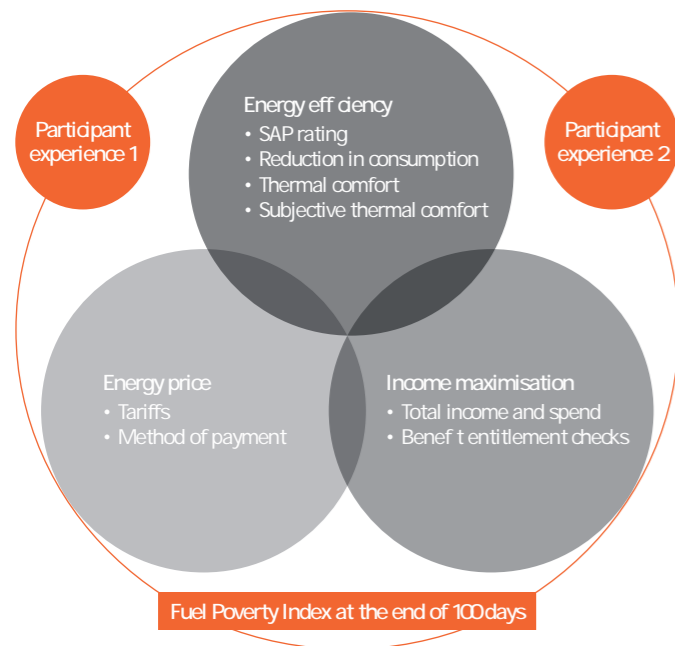 Energy eff ciency
• SAP rating
• Reduction in consumption
• Thermal comfort
• Subjective thermal comfort
Participant
experience 1
Participant
experience 2
Energy price
• Tariffs
• Method of payment
Income maximisation
• Total income and spend
• Benef t entitlement checks
Fuel Poverty Index at the end of 100 days